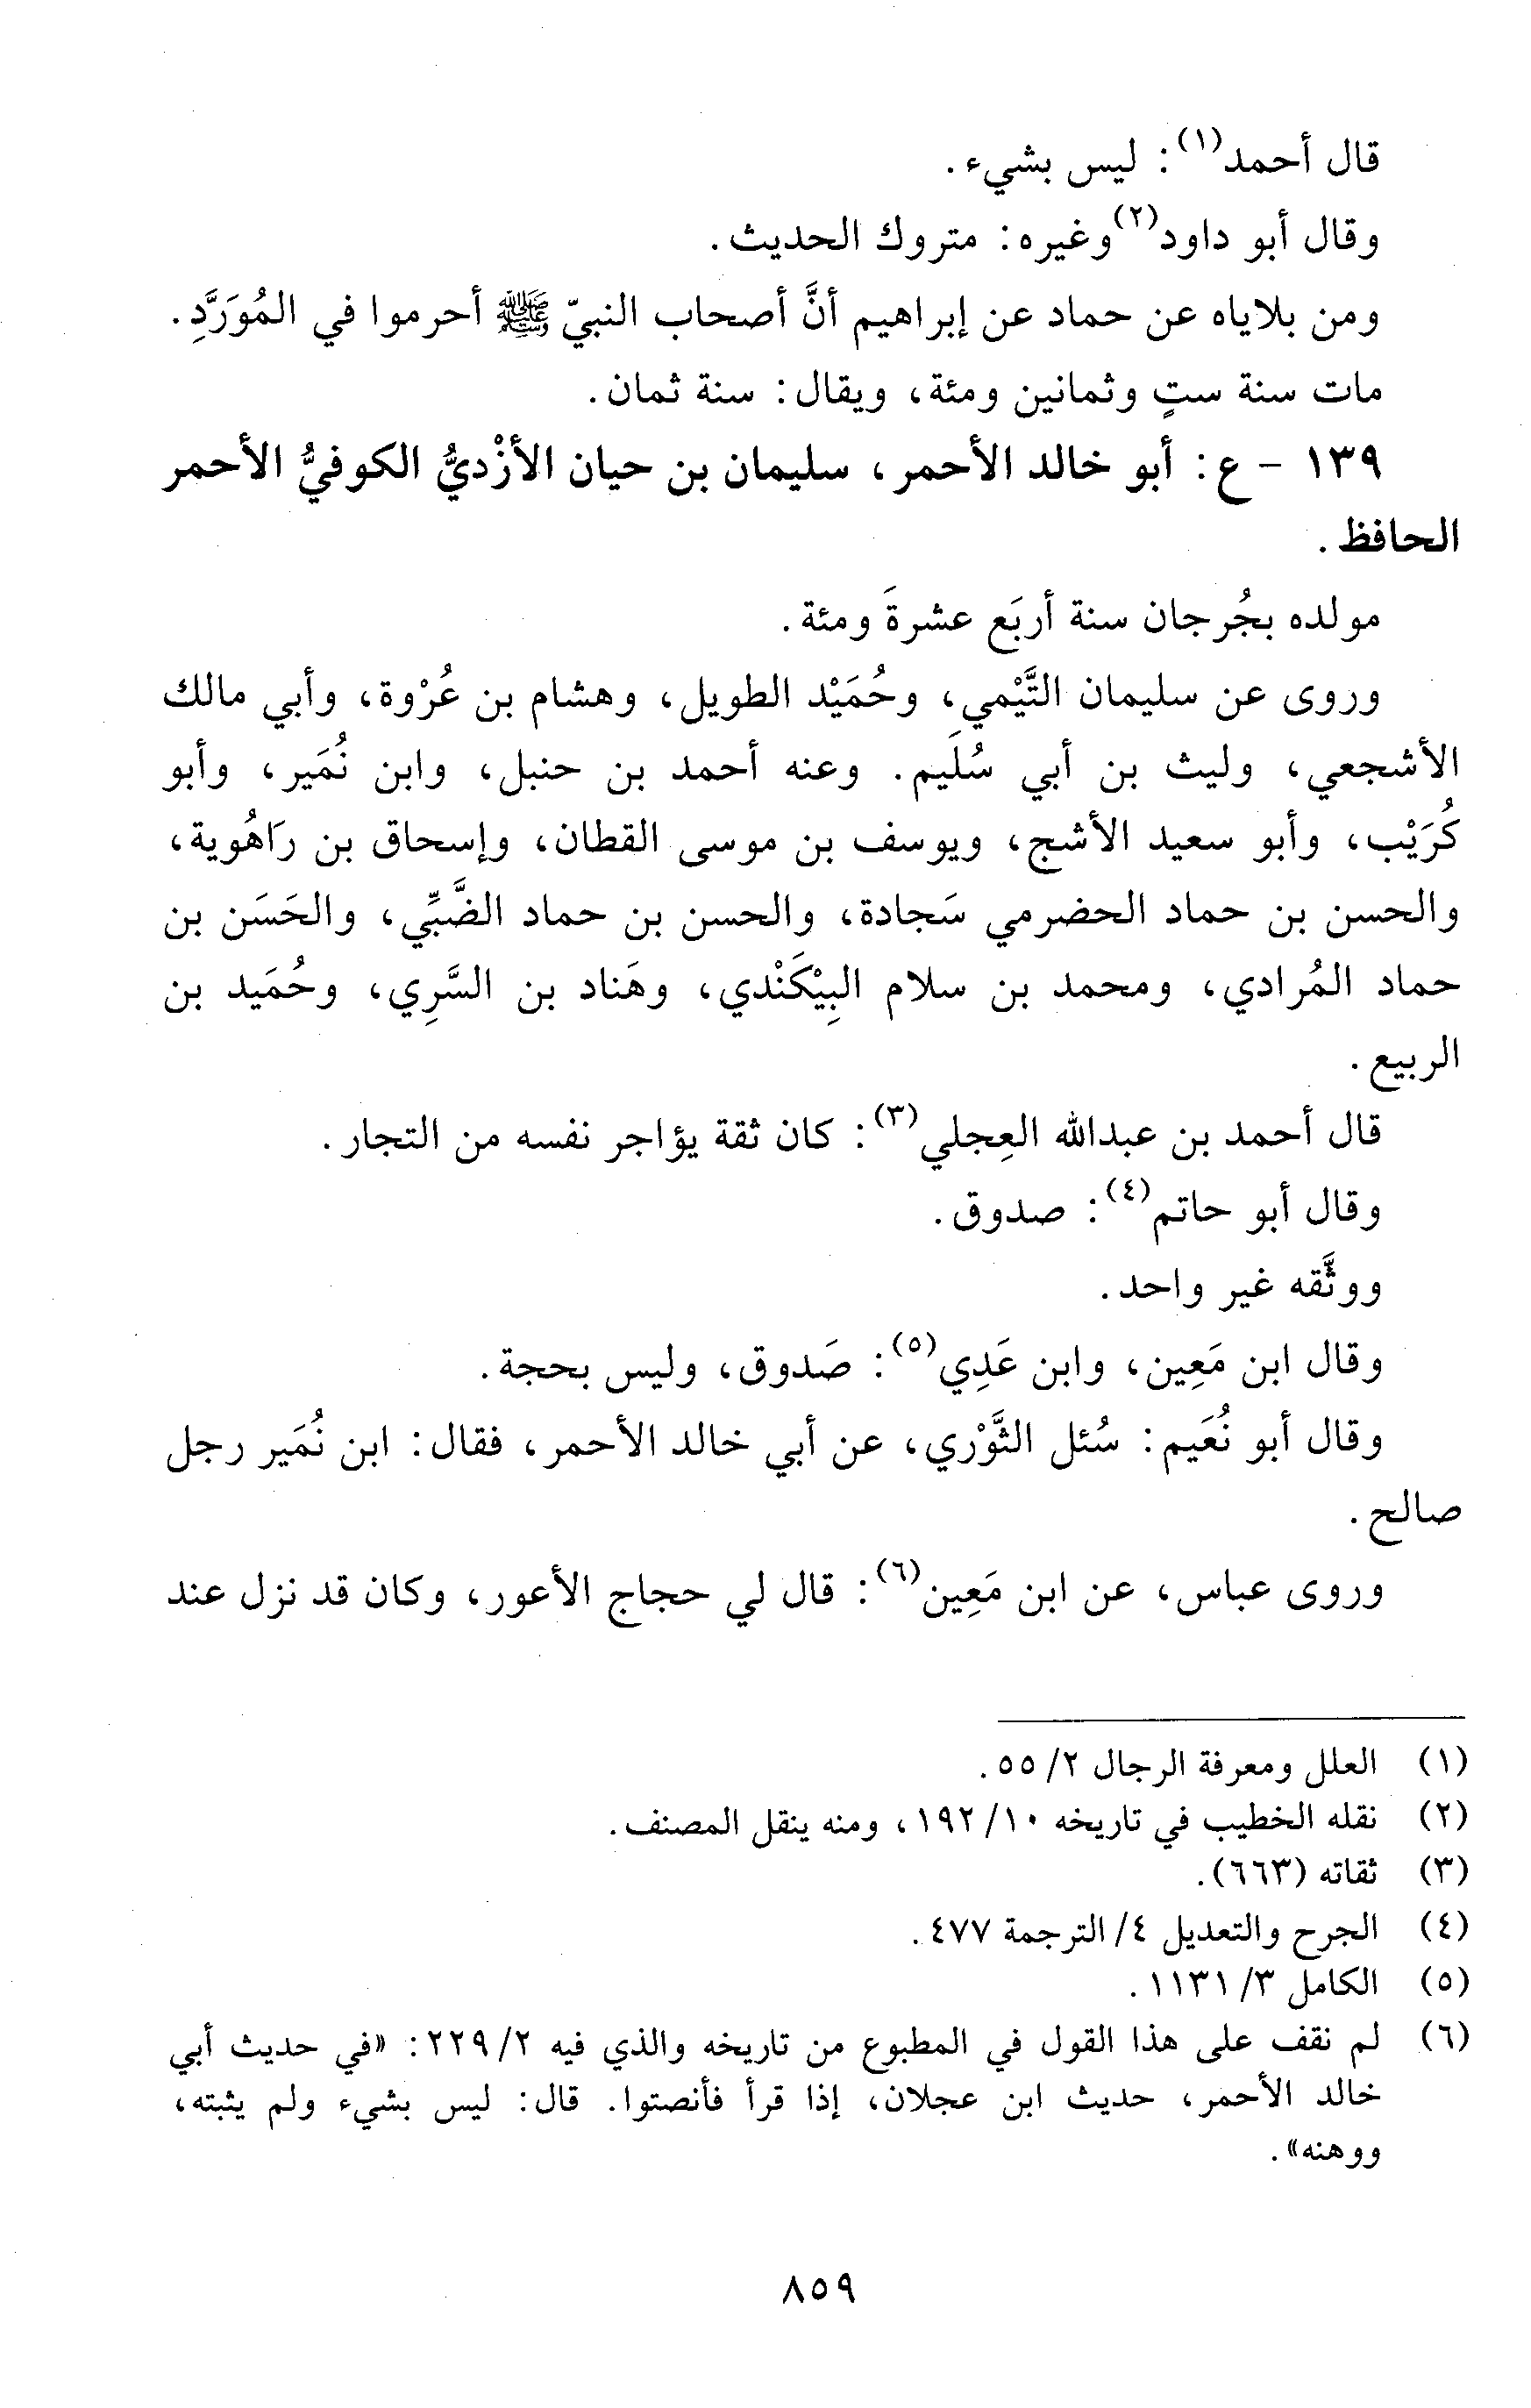 قال أحمد(١): ليس بشيء.
وقال أبو داود(٢)وغيره: متروك الحديث.
ومن بلاياه عن حماد عن إبراهيم أنَّ أصحاب النبيّ ﷺ أحرموا في المُوَرَّدِ.
مات سنة ستٍ وثمانين ومئة، ويقال: سنة ثمان.
١٣٩ - ع: أبو خالد الأحمر، سليمان بن حيان الأزْديُّ الكوفيُّ الأحمر
الحافظ.
مولده بجُرجان سنة أربَع عشرةَ ومئة.
وروى عن سليمان التَّيْمي، وحُمَيْد الطويل، وهشام بن عُرْوة، وأبي مالك
الأشجعي، وليث بن أبي سُلَيم. وعنه أحمد بن حنبل، وابن نُمَير، وأبو
كُرَيْب، وأبو سعيد الأشج، ويوسف بن موسى القطان، وإسحاق بن رَاهُوية،
والحسن بن حماد الحضرمي سَجادة، والحسن بن حماد الضَّبِّي، والحَسَن بن
حماد المُرادي، ومحمد بن سلام البِيْكَنْدي، وهَناد بن السَّرِي، وحُمَيد بن
الربيع.
قال أحمد بن عبدالله العِجلي(٣): كان ثقة يؤاجر نفسه من التجار.
وقال أبو حاتم(٤): صدوق.
ووثَّقه غير واحد.
وقال ابن مَعِين، وابن عَدِي(٥): صَدوق، وليس بحجة.
وقال أبو نُعَيم: سُئل الثَّوْري، عن أبي خالد الأحمر، فقال: ابن نُمَير رجل
صالح.
وروى عباس، عن ابن مَعِين(٦): قال لي حجاج الأعور، وكان قد نزل عند
(١) العلل ومعرفة الرجال ٢/ ٥٥.
(٢) نقله الخطيب في تاريخه ١٠/ ١٩٢، ومنه ينقل المصنف.
(٣) ثقاته (٦٦٣).
(٤) الجرح والتعديل ٤/ الترجمة ٤٧٧.
(٥) الكامل ٣/ ١١٣١.
(٦) لم نقف على هذا القول في المطبوع من تاريخه والذي فيه ٢/ ٢٢٩: «في حديث أبي
خالد الأحمر، حديث ابن عجلان، إذا قرأ فأنصتوا. قال: ليس بشيء ولم يثبته،
ووهنه».
٨٥٩